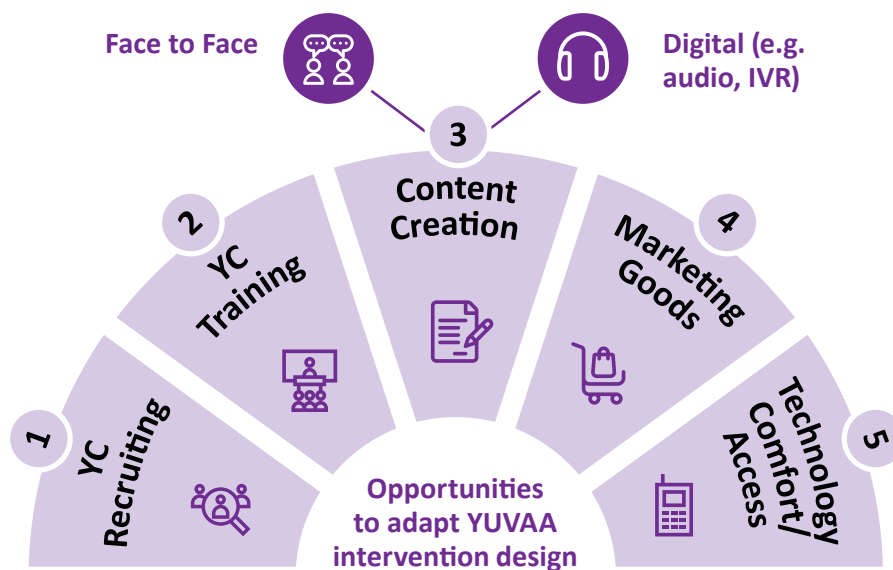 Face to Face
Digital (e.g.
audio, IVR)
1
YC
Recruiting
2
YC
Training
3
Content
Creation
4
Marketing
Goods
5
Technology
Comfort/
Access
Opportunities
to adapt YUVAA
intervention design